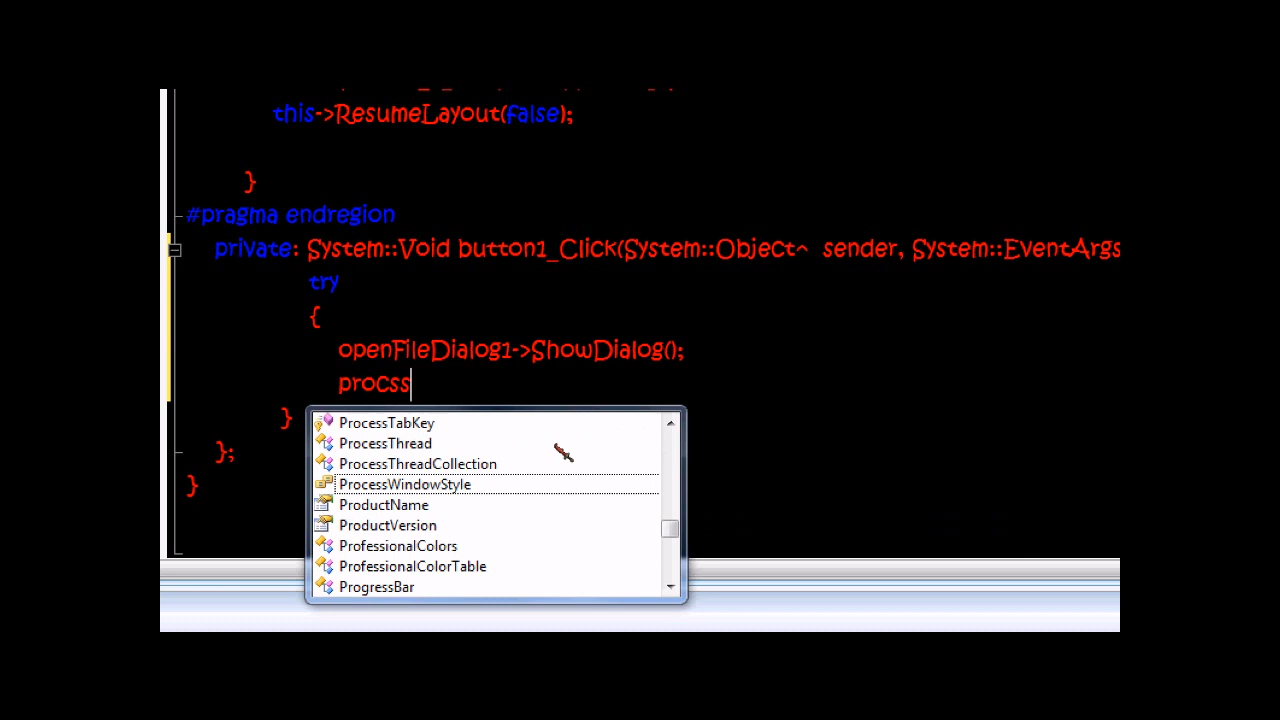 this->ResumeLayout(false);
}
#pragma endregion
private: System::Void button1_Click(System::Object^ sender, System::EventArgs
try
{
openFileDialog1->ShowDialog();
procss
}
};
}
ProcessTabKey
ProcessThread
ProcessThreadCollection
ProcessWindowStyle
ProductName
ProductVersion
ProfessionalColors
ProfessionalColorTable
ProgressBar